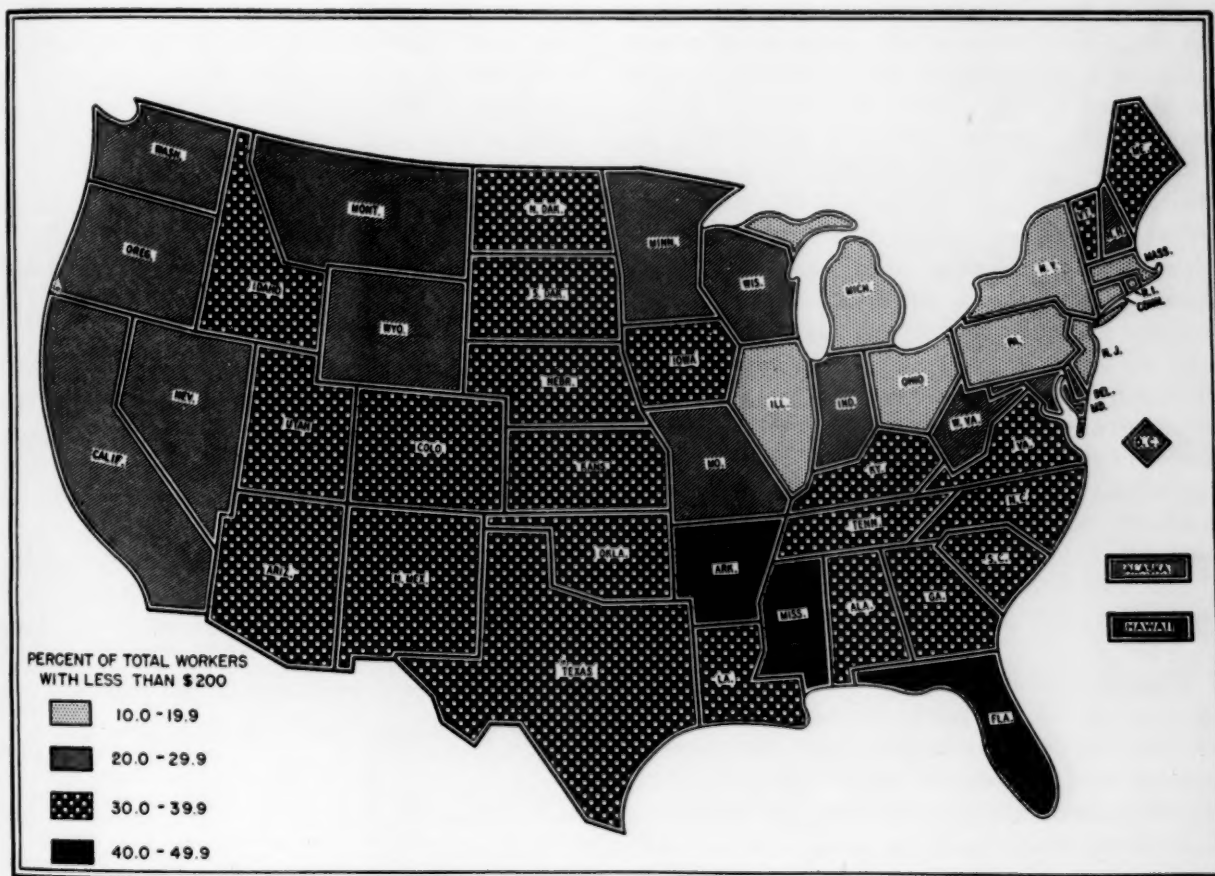 WASH.
MONT.
N. DAK.
MINN.
OREG.
IDAHO
S. DAK.
WIS.
MICH.
N.Y.
VT.
N.H.
MASS.
R.I.
CONN.
WYO.
IOWA
NEBR.
NEV.
UTAH
COLO.
KANS.
MO.
ILL.
IND.
OHIO
PA.
N.J.
DEL.
MD.
W. VA.
VA.
D.C.
CALIF.
KY.
ARIZ.
N. MEX.
OKLA.
ARK.
TENN.
N.C.
S.C.
MISS.
ALA.
GA.
TEXAS
LA.
FLA.
ALASKA
HAWAII
PERCENT OF TOTAL WORKERS
WITH LESS THAN $200
10.0 - 19.9
20.0 - 29.9
30.0 - 39.9
40.0 - 49.9